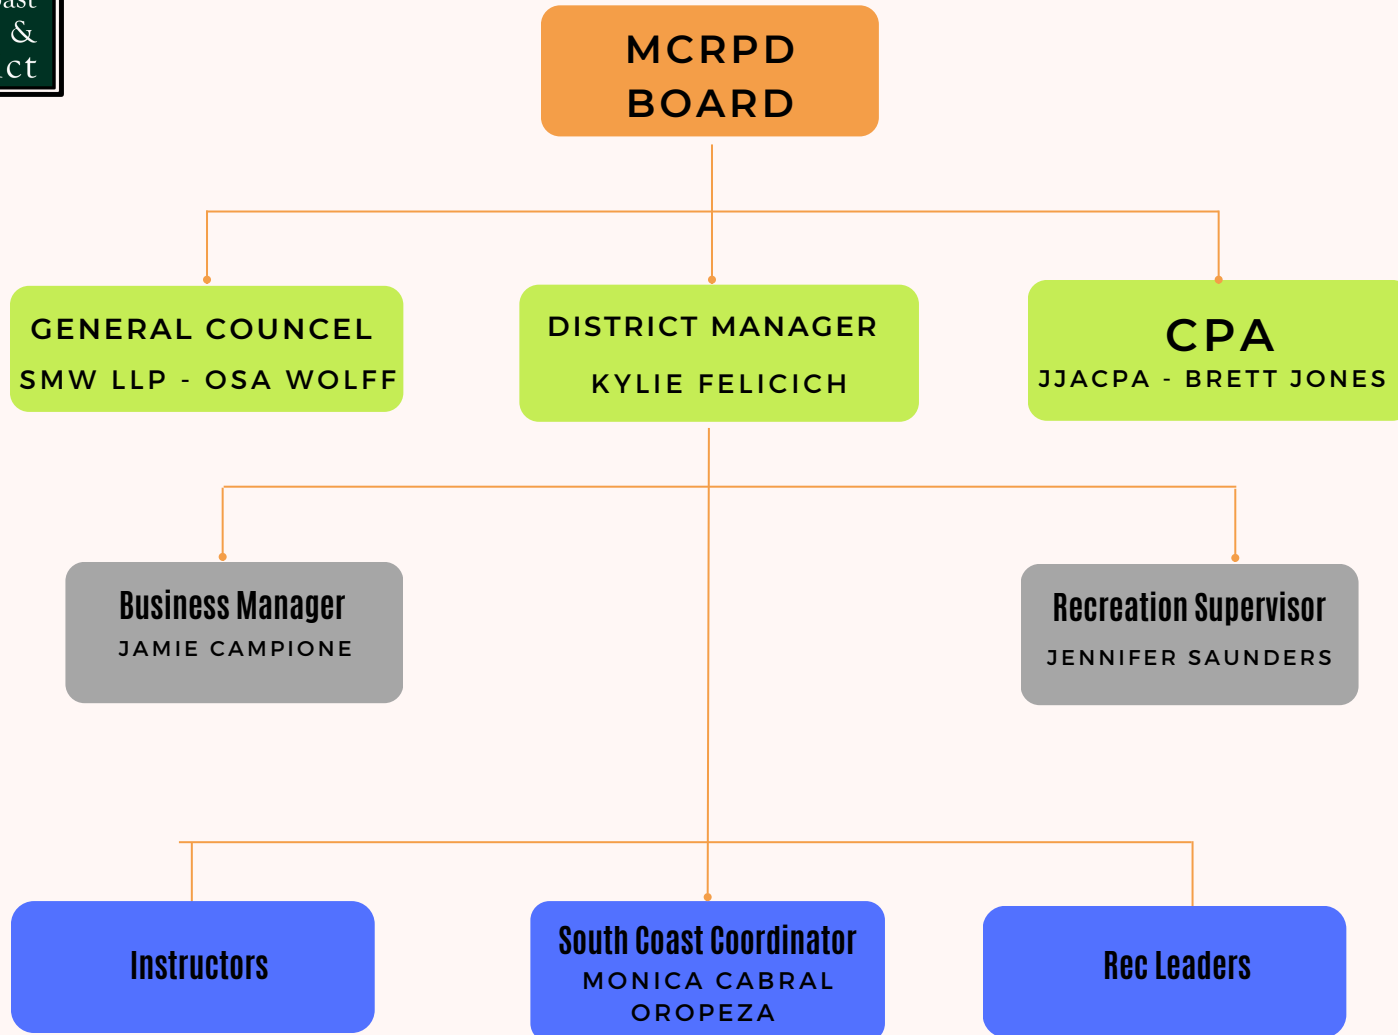 &
MCRPD
BOARD
GENERAL COUNCEL
SMW LLP - OSA WOLFF
DISTRICT MANAGER
KYLIE FELICICH
CPA
JJACPA - BRETT JONES
Business Manager
JAMIE CAMPIONE
Recreation Supervisor
JENNIFER SAUNDERS
Instructors
South Coast Coordinator
MONICA CABRAL
OROPEZA
Rec Leaders